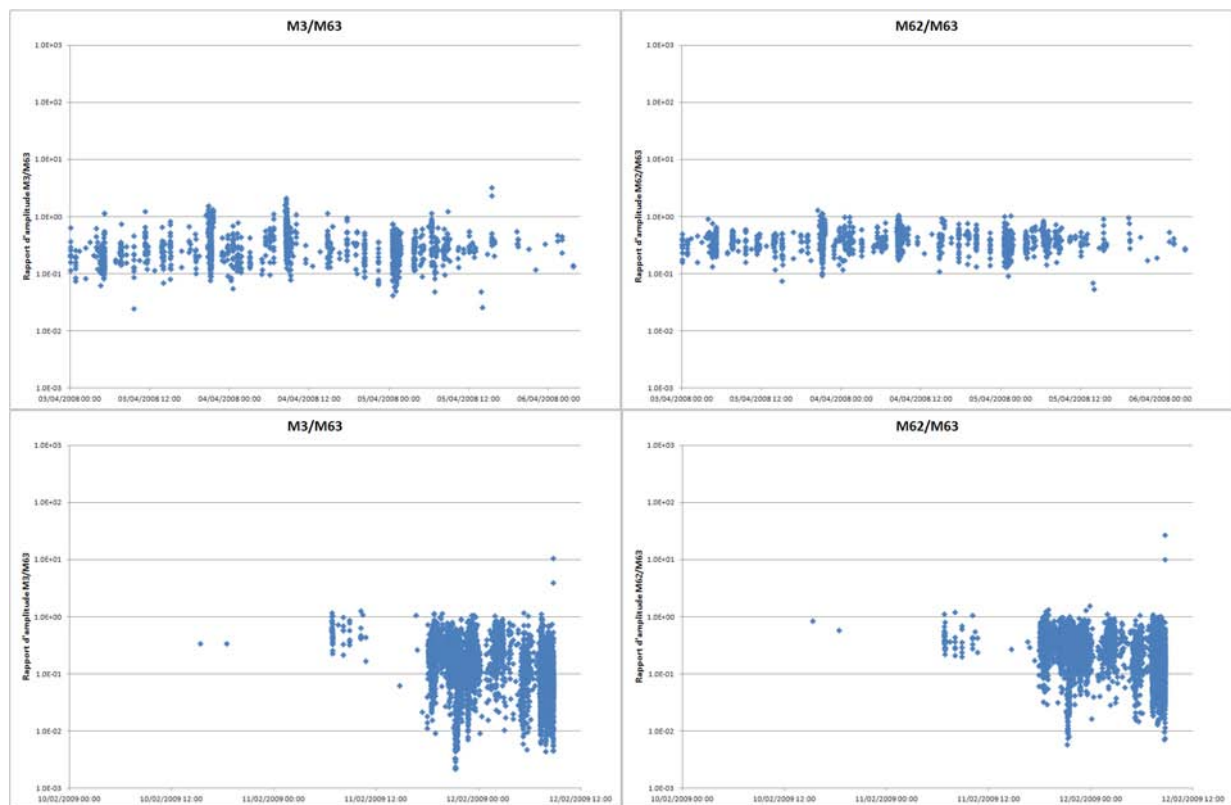 M3/M63
1.0E+03
1.0E+02
1.0E+01
1.0E+00
1.0E-01
1.0E-02
1.0E-03
Rapport d'amplitude M3/M63
03/04/2008 00:00 03/04/2008 12:00 04/04/2008 00:00 04/04/2008 12:00 05/04/2008 00:00 05/04/2008 12:00 06/04/2008 00:00
M62/M63
1.0E+03
1.0E+02
1.0E+01
1.0E+00
1.0E-01
1.0E-02
1.0E-03
Rapport d'amplitude M62/M63
03/04/2008 00:00 03/04/2008 12:00 04/04/2008 00:00 04/04/2008 12:00 05/04/2008 00:00 05/04/2008 12:00 06/04/2008 00:00
M3/M63
1.0E+03
1.0E+02
1.0E+01
1.0E+00
1.0E-01
1.0E-02
1.0E-03
Rapport d'amplitude M3/M63
10/02/2009 00:00 10/02/2009 12:00 11/02/2009 00:00 11/02/2009 12:00 12/02/2009 00:00 12/02/2009 12:00
M62/M63
1.0E+03
1.0E+02
1.0E+01
1.0E+00
1.0E-01
1.0E-02
1.0E-03
Rapport d'amplitude M62/M63
10/02/2009 00:00 10/02/2009 12:00 11/02/2009 00:00 11/02/2009 12:00 12/02/2009 00:00 12/02/2009 12:00